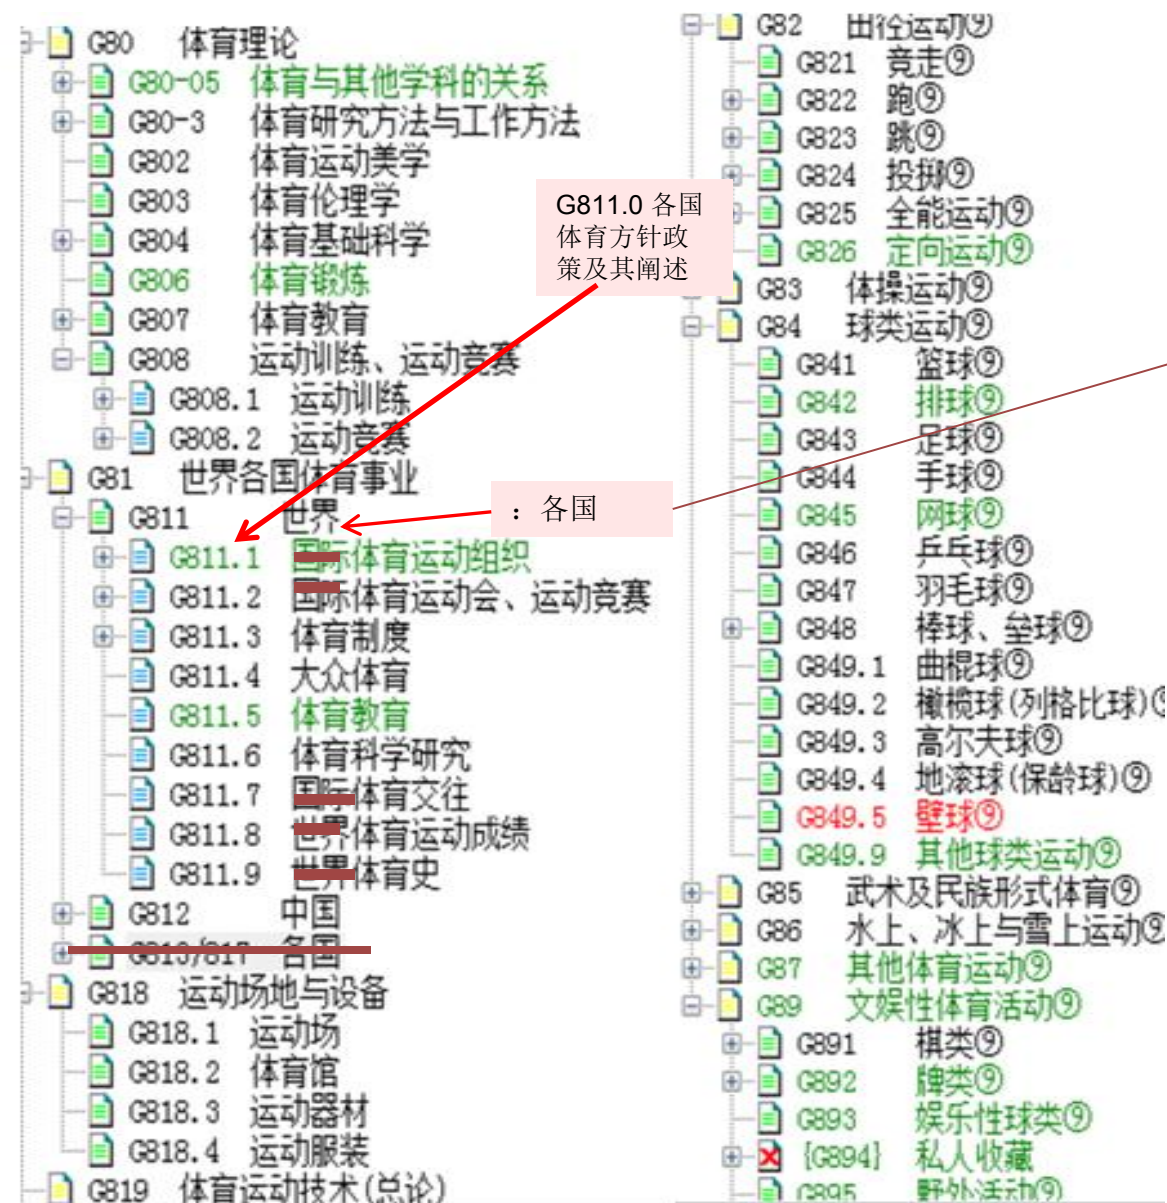 G80 体育理论
G80-05 体育与其他学科的关系
G80-3 体育研究方法与工作方法
G802 体育运动美学
G803 体育伦理学
G804 体育基础科学
G806 体育锻炼
G807 体育教育
G808 运动训练、运动竞赛
G808.1 运动训练
G808.2 运动竞赛
G81 世界各国体育事业
G811 世界
G811.1 国际体育运动组织
G811.2 国际体育运动会、运动竞赛
G811.3 体育制度
G811.4 大众体育
G811.5 体育教育
G811.6 体育科学研究
G811.7 国际体育交往
G811.8 世界体育运动成绩
G811.9 世界体育史
G812 中国
G813/817 各国
G818 运动场地与设备
G818.1 运动场
G818.2 体育馆
G818.3 运动器材
G818.4 运动服装
G819 体育运动技术(总论)
G811.0 各国
体育方针政
策及其阐述
：各国
G82 田径运动⑨
G821 竞走⑨
G822 跑⑨
G823 跳⑨
G824 投掷⑨
G825 全能运动⑨
G826 定向运动⑨
G83 体操运动⑨
G84 球类运动⑨
G841 篮球⑨
G842 排球⑨
G843 足球⑨
G844 手球⑨
G845 网球⑨
G846 乒乓球⑨
G847 羽毛球⑨
G848 棒球、垒球⑨
G849.1 曲棍球⑨
G849.2 橄榄球(列格比球)⑨
G849.3 高尔夫球⑨
G849.4 地滚球(保龄球)⑨
G849.5 壁球⑨
G849.9 其他球类运动⑨
G85 武术及民族形式体育⑨
G86 水上、冰上与雪上运动⑨
G87 其他体育运动⑨
G89 文娱性体育活动⑨
G891 棋类⑨
G892 牌类⑨
G893 娱乐性球类⑨
{G894} 私人收藏
G895 野外活动⑨